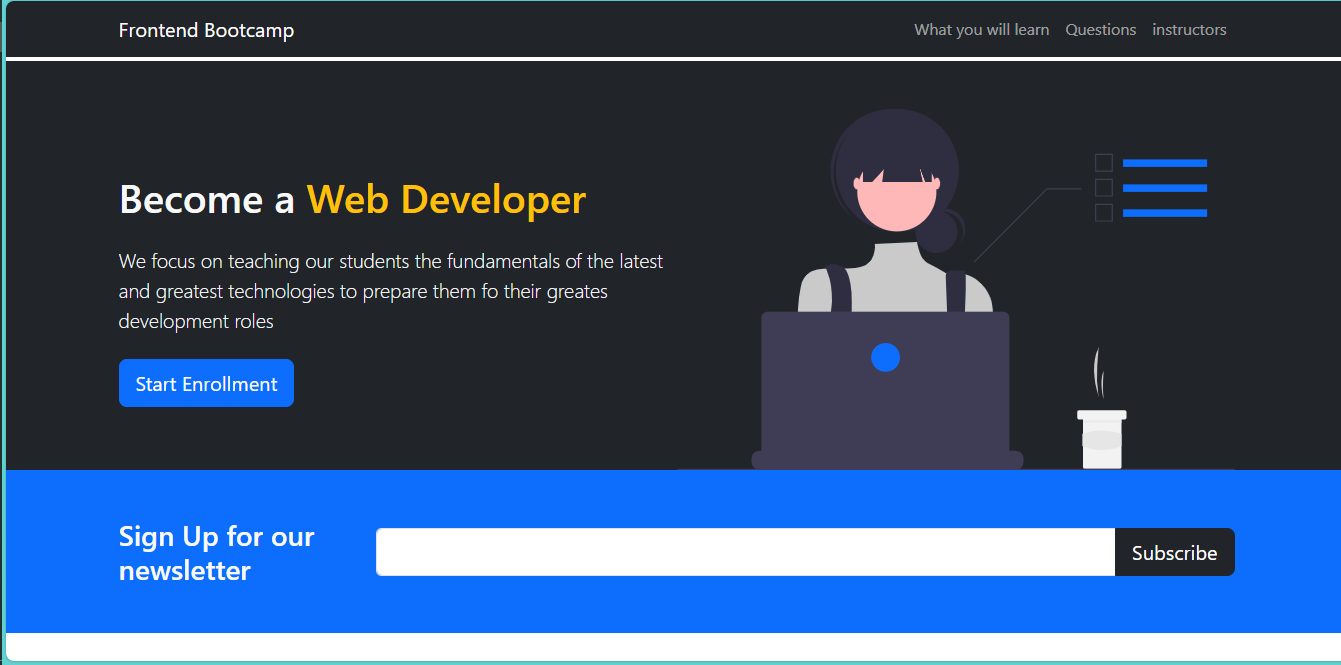 Frontend Bootcamp
What you will learn Questions instructors
Become a Web Developer
We focus on teaching our students the fundamentals of the latest
and greatest technologies to prepare them fo their greates
development roles
Start Enrollment
Sign Up for our
newsletter
Subscribe